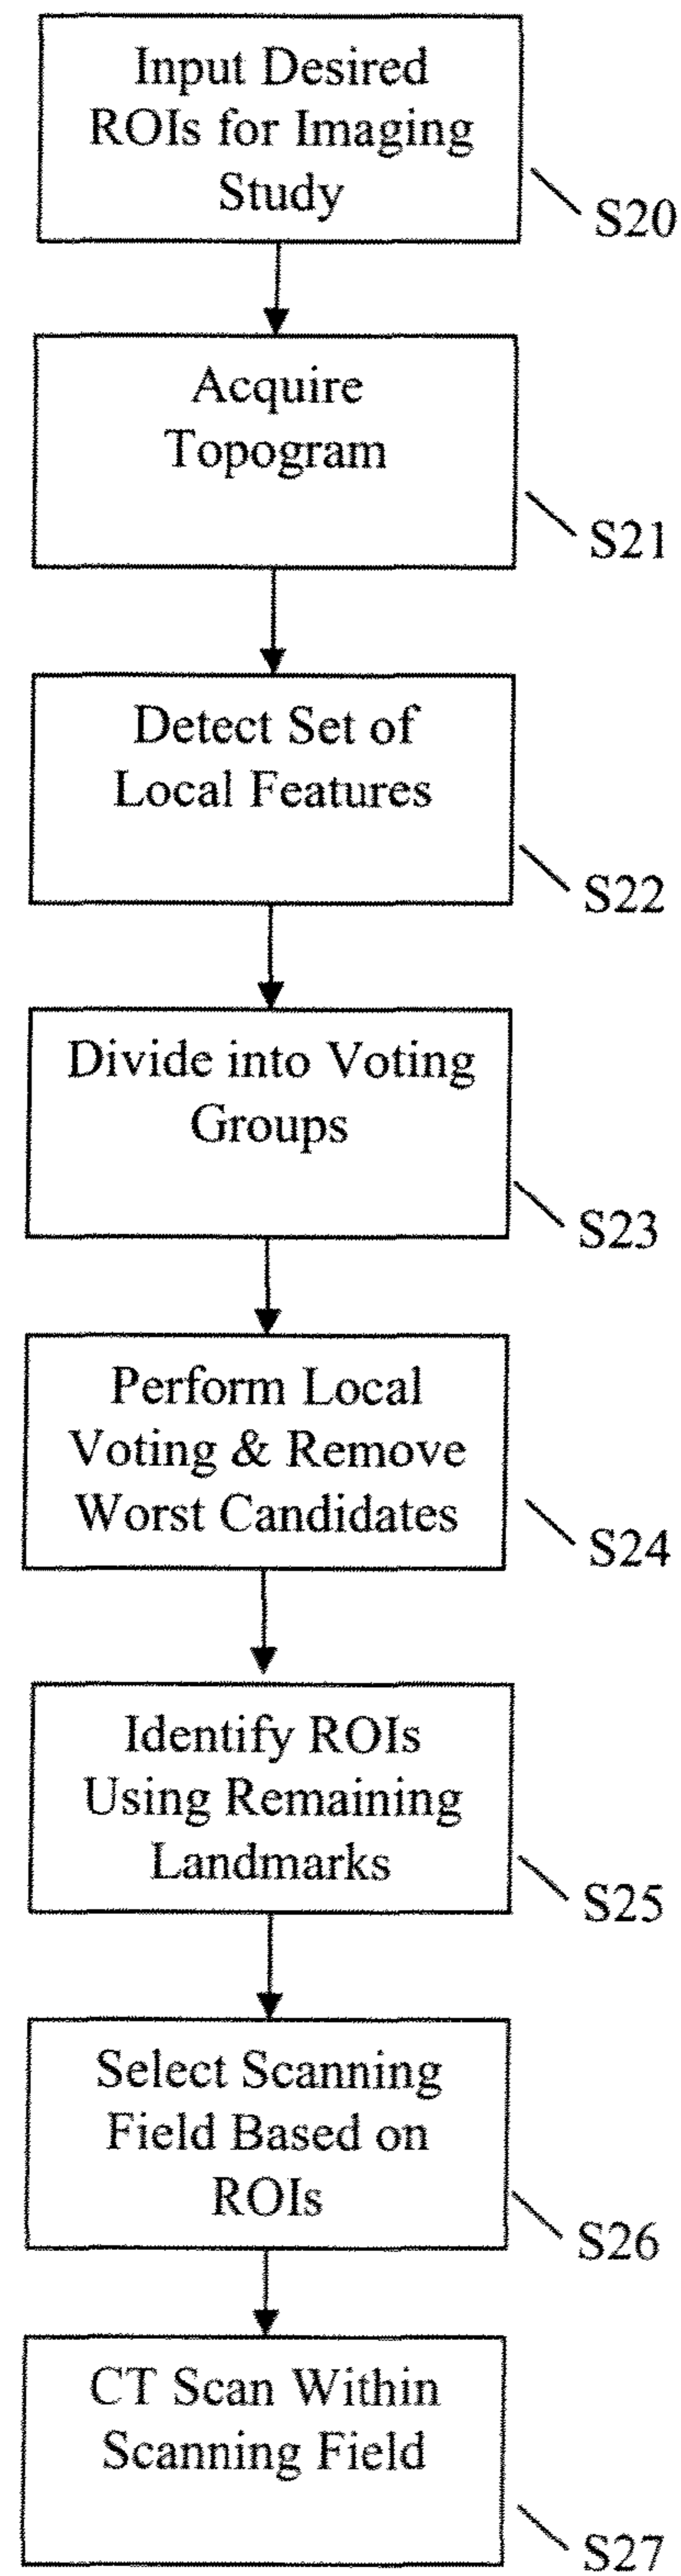 Input Desired
ROIs for Imaging
Study
S20
Acquire
Topogram
S21
Detect Set of
Local Features
S22
Divide into Voting
Groups
S23
Perform Local
Voting & Remove
Worst Candidates
S24
Identify ROIs
Using Remaining
Landmarks
S25
Select Scanning
Field Based on
ROIs
S26
CT Scan Within
Scanning Field
S27